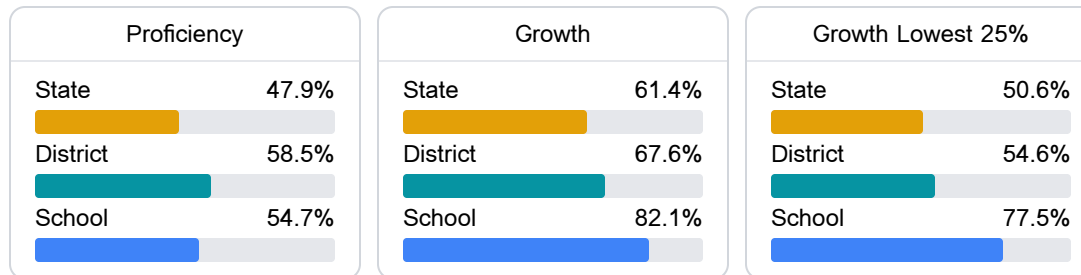 Proficiency
State 47.9%
District 58.5%
School 54.7%
Growth
State 61.4%
District 67.6%
School 82.1%
Growth Lowest 25%
State 50.6%
District 54.6%
School 77.5%